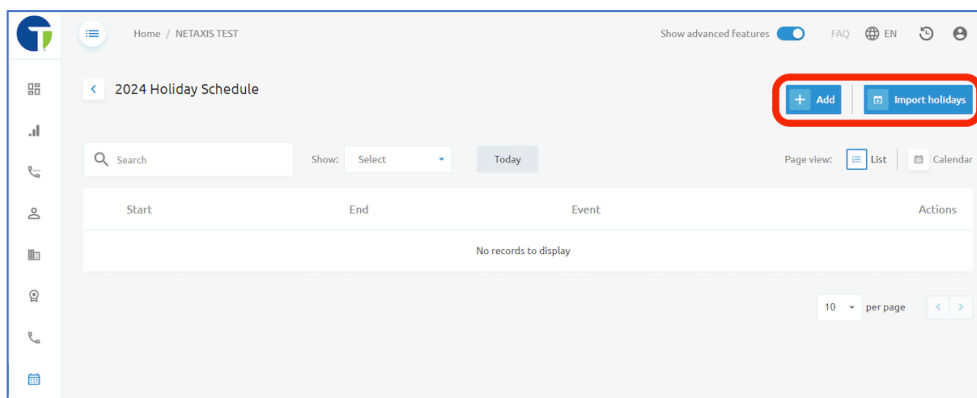 Home / NETAXIS TEST
Show advanced features
FAQ
EN
2024 Holiday Schedule
Add
Import holidays
Search
Show:
Select
Today
Page view:
List
Calendar
Start
End
Event
Actions
No records to display
10
per page